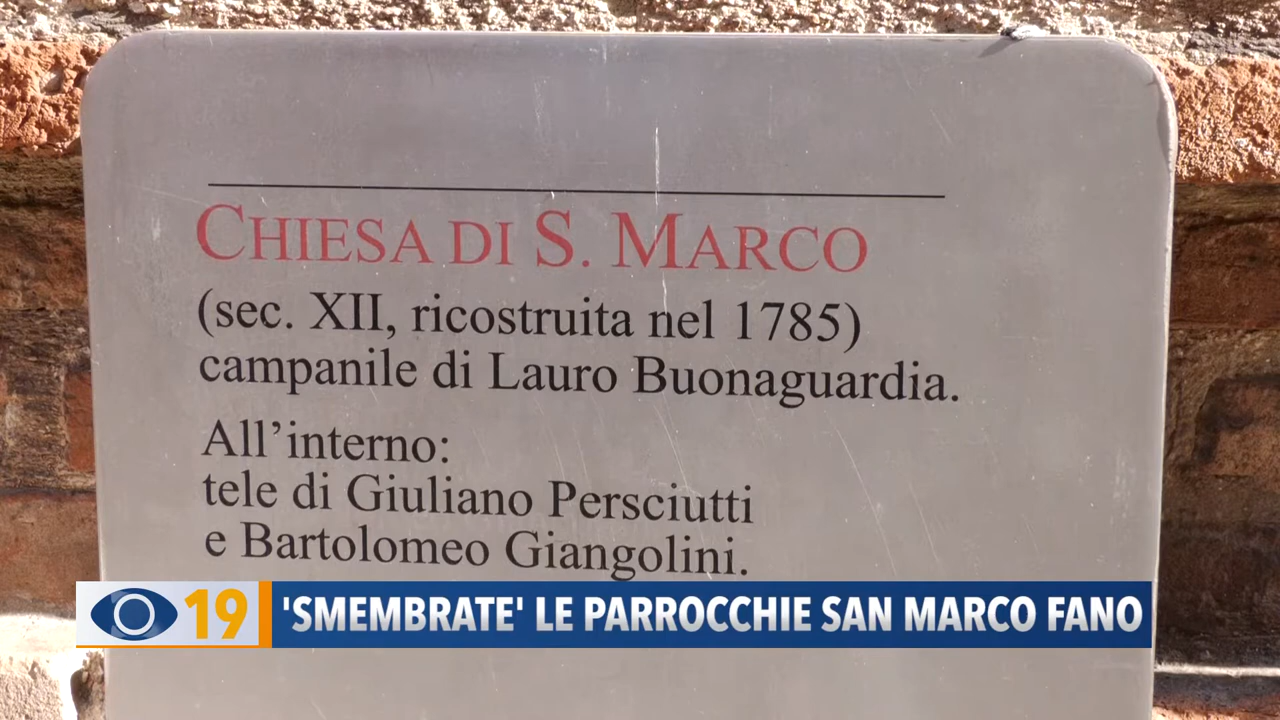 CHIESA DI S. MARCO
(sec. XII, ricostruita nel 1785)
campanile di Lauro Buonaguardia.
All'interno:
tele di Giuliano Persciutti
e Bartolomeo Giangolini.
19 'SMEMBRATE' LE PARROCCHIE SAN MARCO FANO